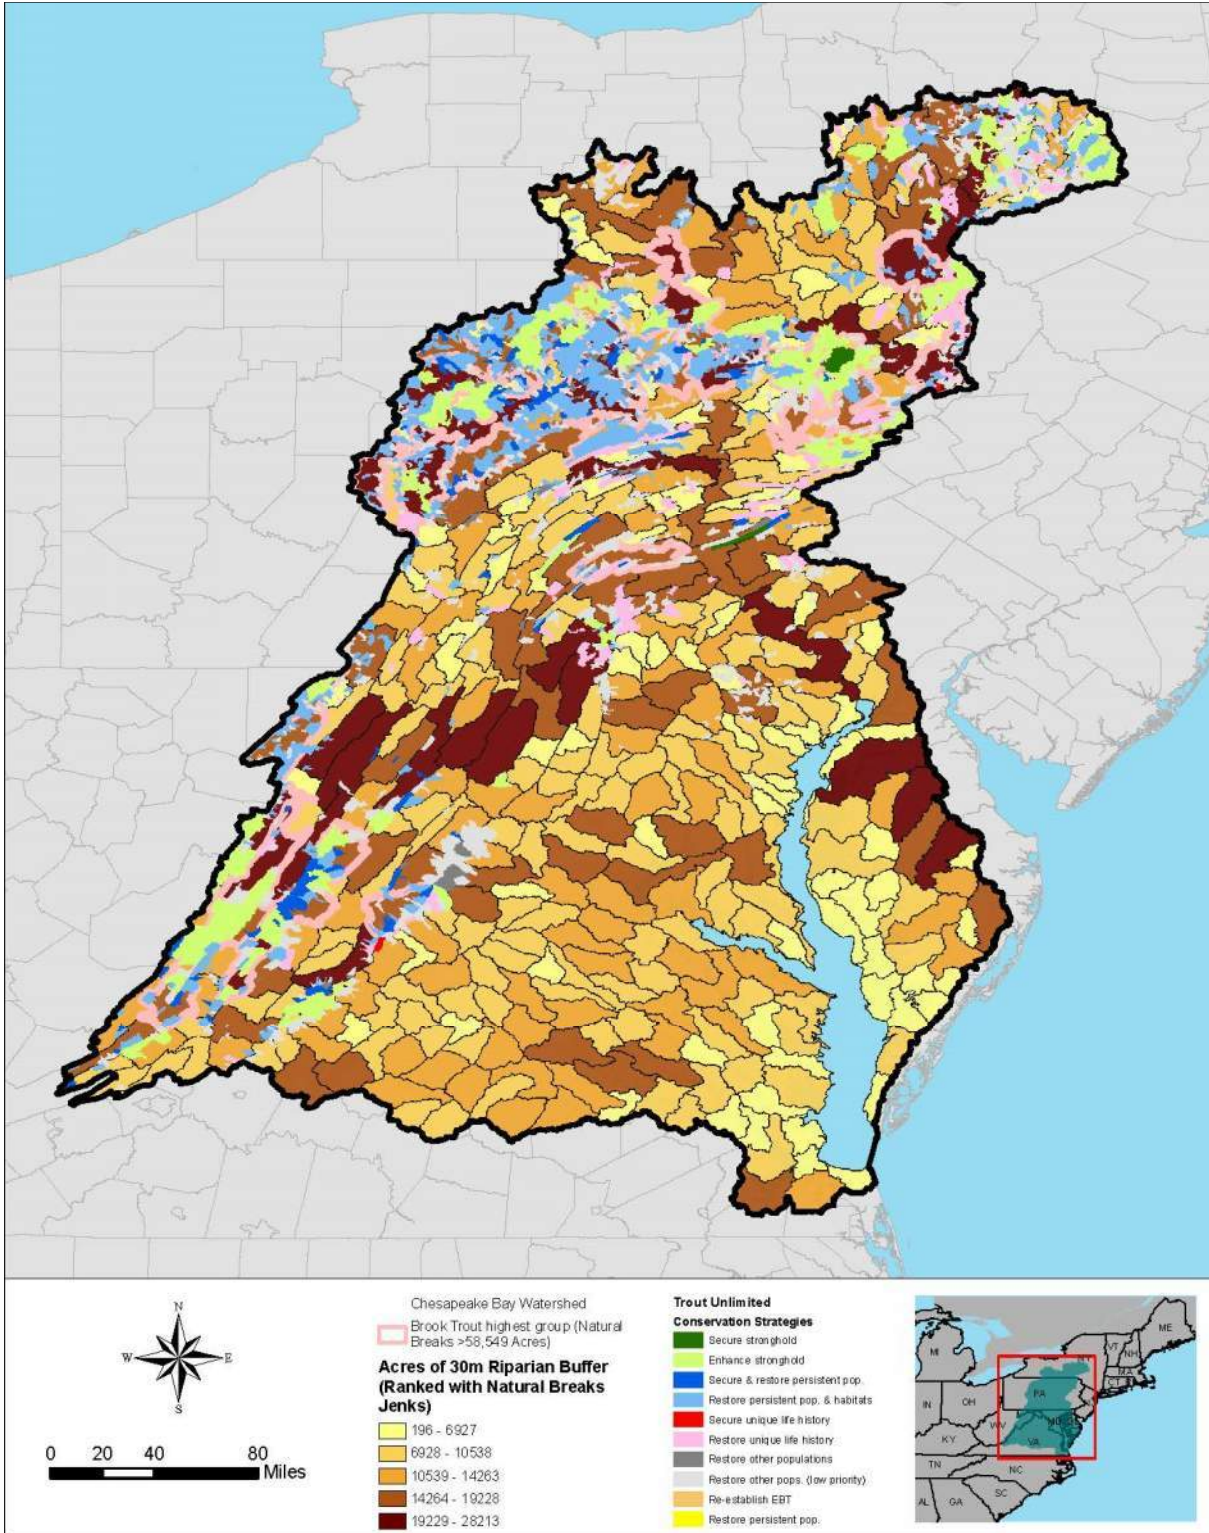 N
W E
S
0 20 40 80
Miles
Chesapeake Bay Watershed
Brook Trout highest group (Natural
Breaks >58,549 Acres)
Acres of 30m Riparian Buffer
(Ranked with Natural Breaks
Jenks)
196 - 6927
6928 - 10538
10539 - 14263
14264 - 19228
19229 - 28213
Trout Unlimited
Conservation Strategies
Secure stronghold
Enhance stronghold
Secure & restore persistent pop.
Restore persistent pop. & habitats
Secure unique life history
Restore unique life history
Restore other populations
Restore other pops. (low priority)
Re-establish EBT
Restore persistent pop.
ME
VT
NH
MI
NY
MA
CT
PA
IN
OH
WV
KY
VA
TN
NC
SC
AL
GA